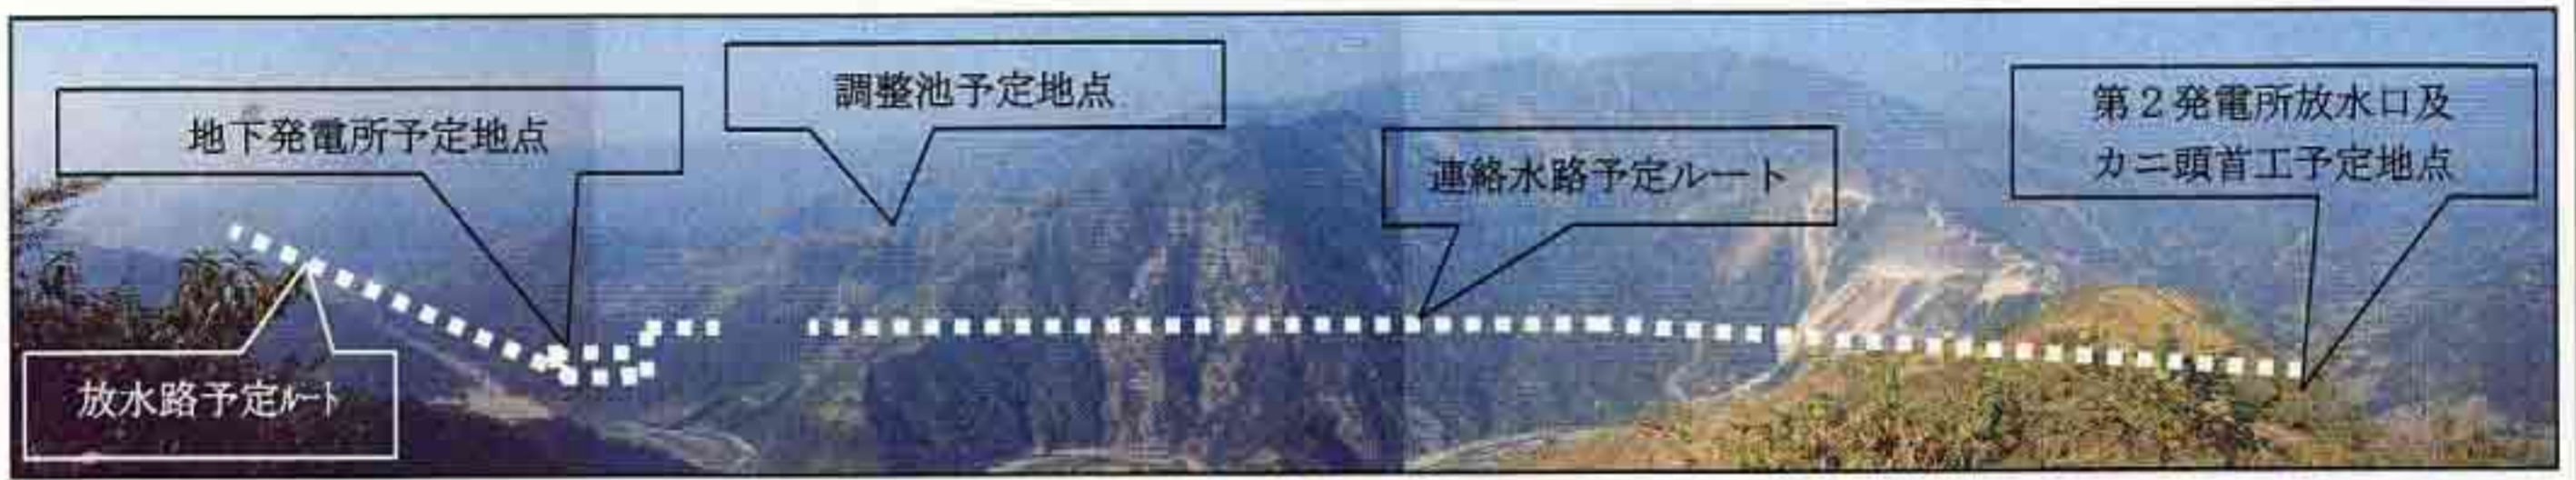 地下発電所予定地点
調整池予定地点
連絡水路予定ルート
第２発電所放水口及
カニ頭首工予定地点
放水路予定ﾙｰﾄ